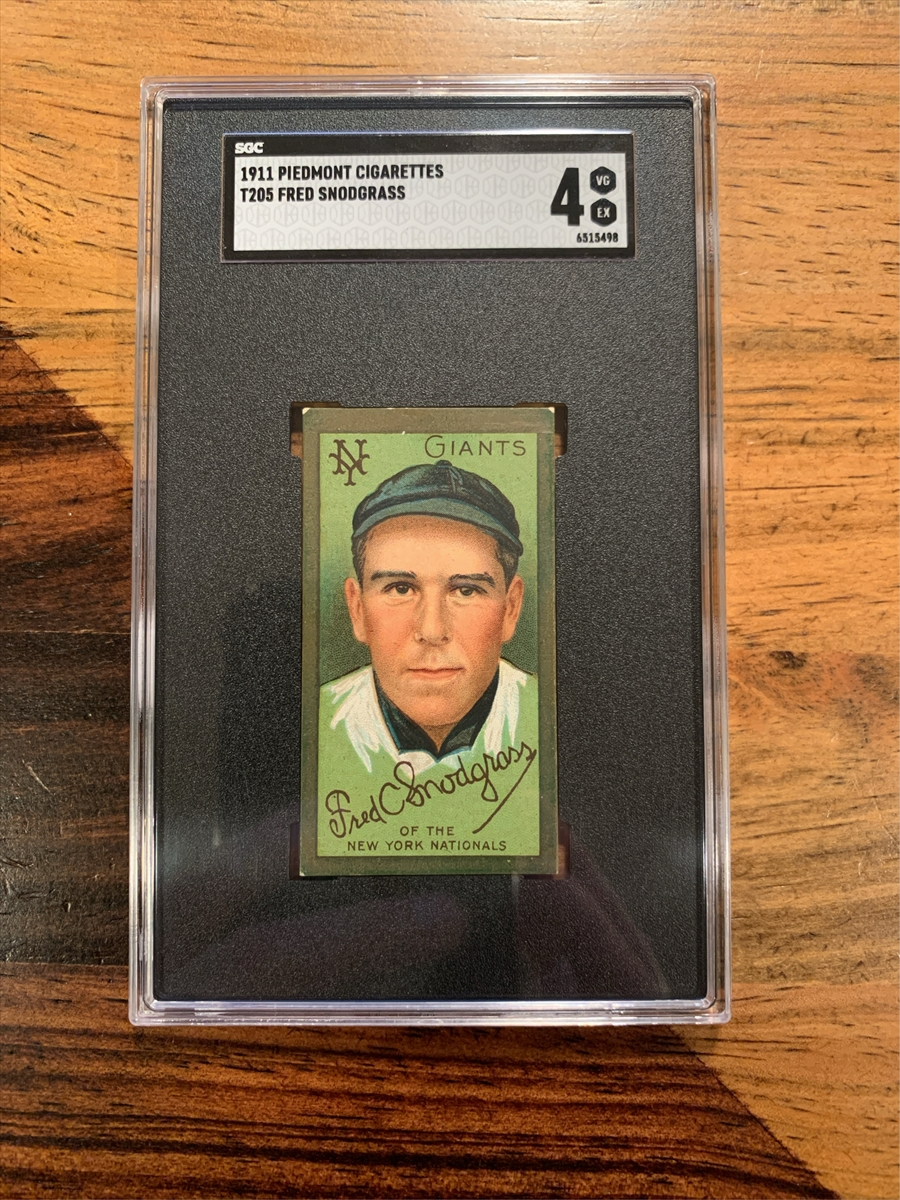 SGC
1911 PIEDMONT CIGARETTES
T205 FRED SNODGRASS
4
VG
EX
6515498
NY
GIANTS
Fred C Snodgrass
OF THE
NEW YORK NATIONALS